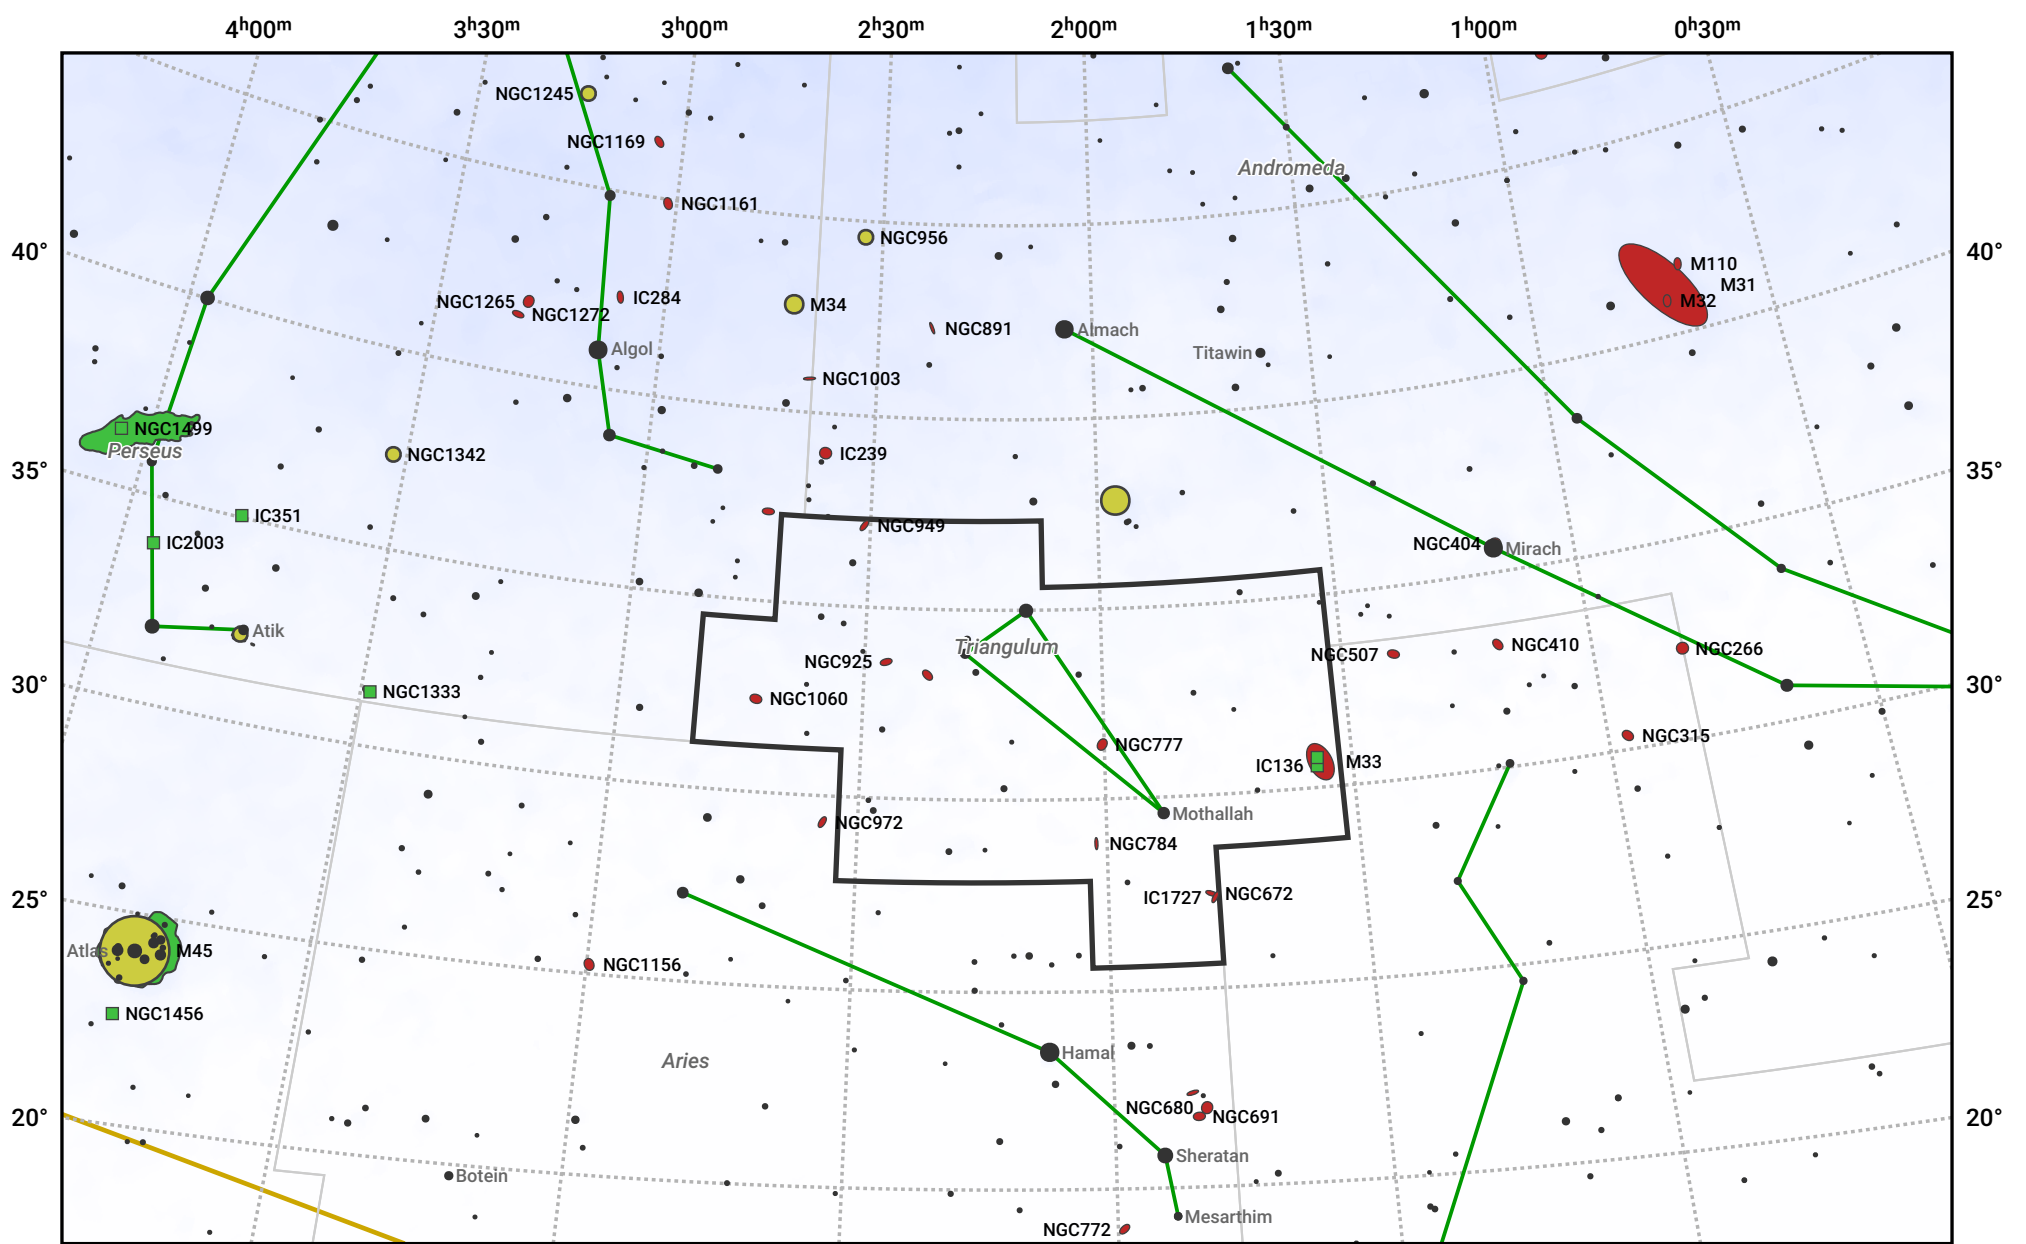 4h00m 3h30m 3h00m 2h30m 2h00m 1h30m 1h00m 0h30m
NGC1245
NGC1169
Andromeda
NGC1161
NGC956
40° 40°
M110
M31
NGC1265 IC284 M32
M34
NGC1272 NGC891 Almach
Algol Titawin
NGC1003
NGC1499
Perseus NGC1342 IC239
35° 35°
IC351 NGC949
IC2003 NGC404 Mirach
Atik
Triangulum NGC410 NGC266
NGC925 NGC507
30° 30°
NGC1333 NGC1060
NGC777 NGC315
IC136 M33
Mothallah
NGC972
NGC784
25° IC1727 NGC672 25°
Atlas M45
NGC1156
NGC1456
Hamal
Aries
NGC680 NGC691
20° 20°
Sheratan
Botein
Mesarthim
NGC772